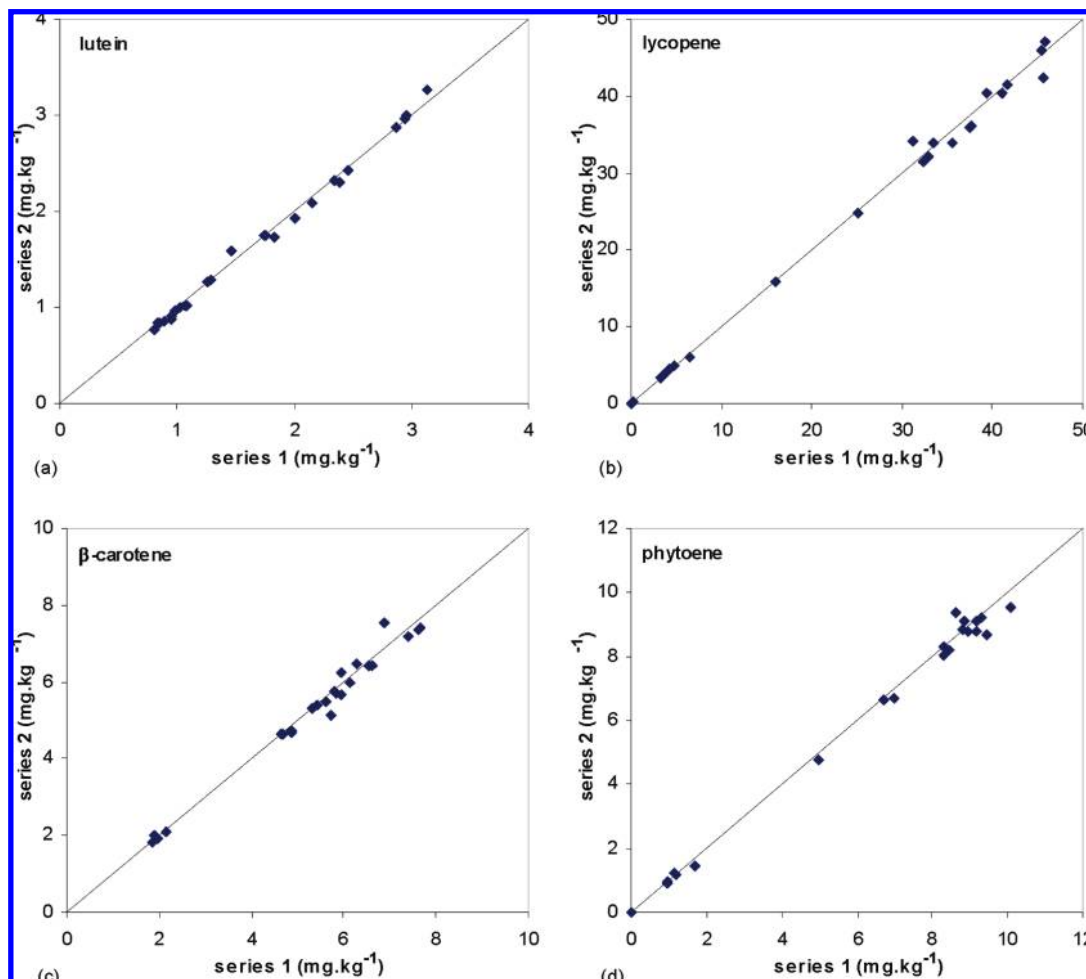 lutein
4
3
2
1
0
series 2 (mg.kg⁻¹)
0 1 2 3 4
series 1 (mg.kg⁻¹)
(a)
lycopene
50
40
30
20
10
0
series 2 (mg.kg⁻¹)
0 10 20 30 40 50
series 1 (mg.kg⁻¹)
(b)
β-carotene
10
8
6
4
2
0
series 2 (mg.kg⁻¹)
0 2 4 6 8 10
series 1 (mg.kg⁻¹)
(c)
phytoene
12
10
8
6
4
2
0
series 2 (mg.kg⁻¹)
0 2 4 6 8 10 12
series 1 (mg.kg⁻¹)
(d)